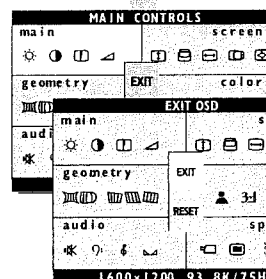 MAIN CONTROLS
main screen
EXIT
geometry color
audi
EXIT OSD
main s
geometry EXIT
RESET
audio sp
1600x1200 93.8K/75H